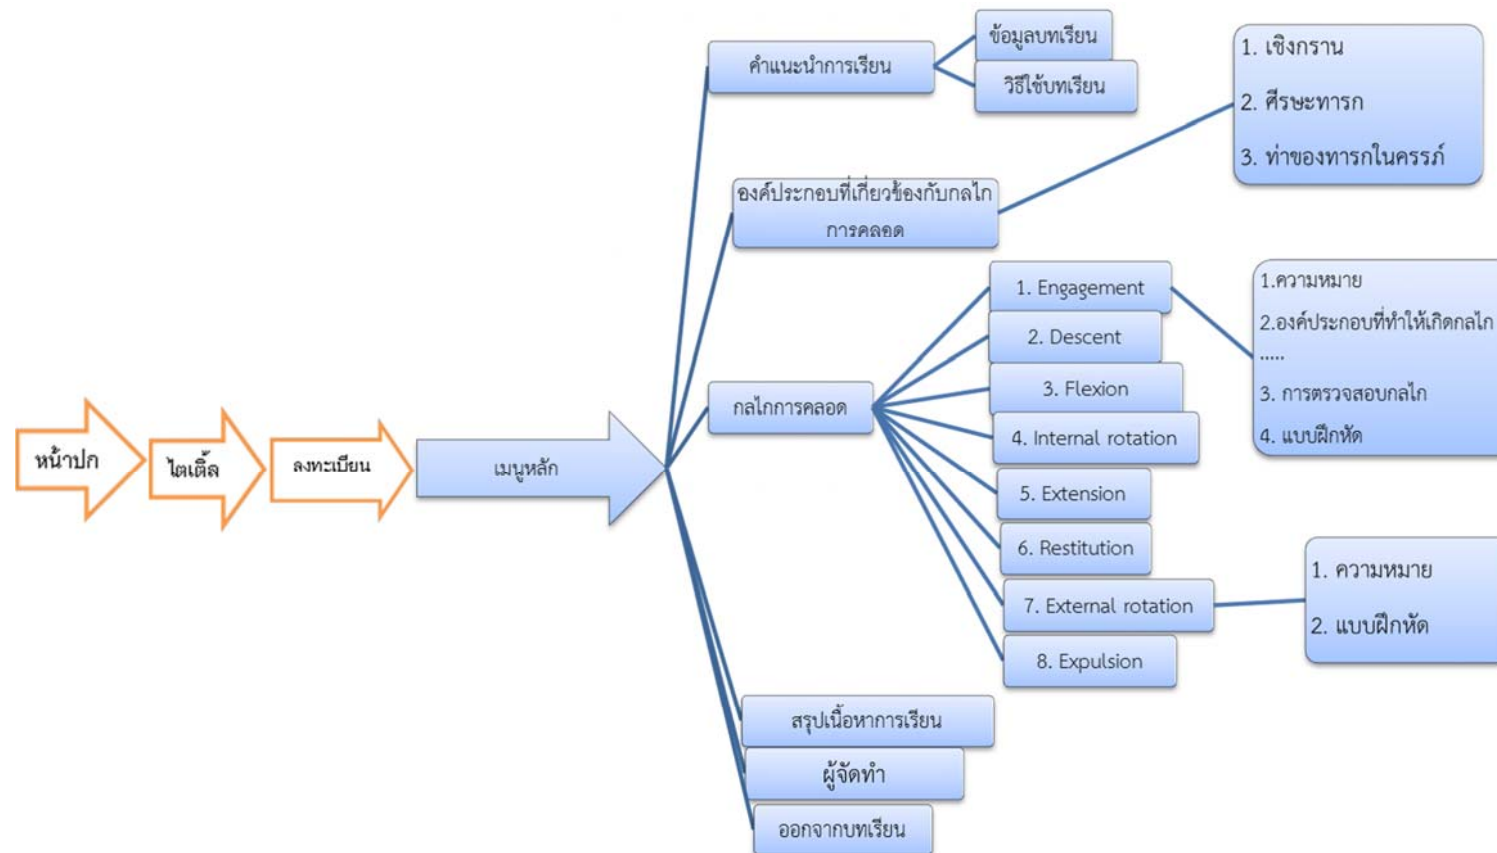 หน้าปก
ไตเติ้ล
ลงทะเบียน
เมนูหลัก
คำแนะนำการเรียน
ข้อมูลบทเรียน
วิธีใช้บทเรียน
องค์ประกอบที่เกี่ยวข้องกับกลไก
การคลอด
1. เชิงกราน
2. ศีรษะทารก
3. ท่าของทารกในครรภ์
กลไกการคลอด
1. Engagement
2. Descent
3. Flexion
4. Internal rotation
5. Extension
6. Restitution
7. External rotation
8. Expulsion
1.ความหมาย
2.องค์ประกอบที่ทำให้เกิดกลไก
.....
3. การตรวจสอบกลไก
4. แบบฝึกหัด
1. ความหมาย
2. แบบฝึกหัด
สรุปเนื้อหาการเรียน
ผู้จัดทำ
ออกจากบทเรียน